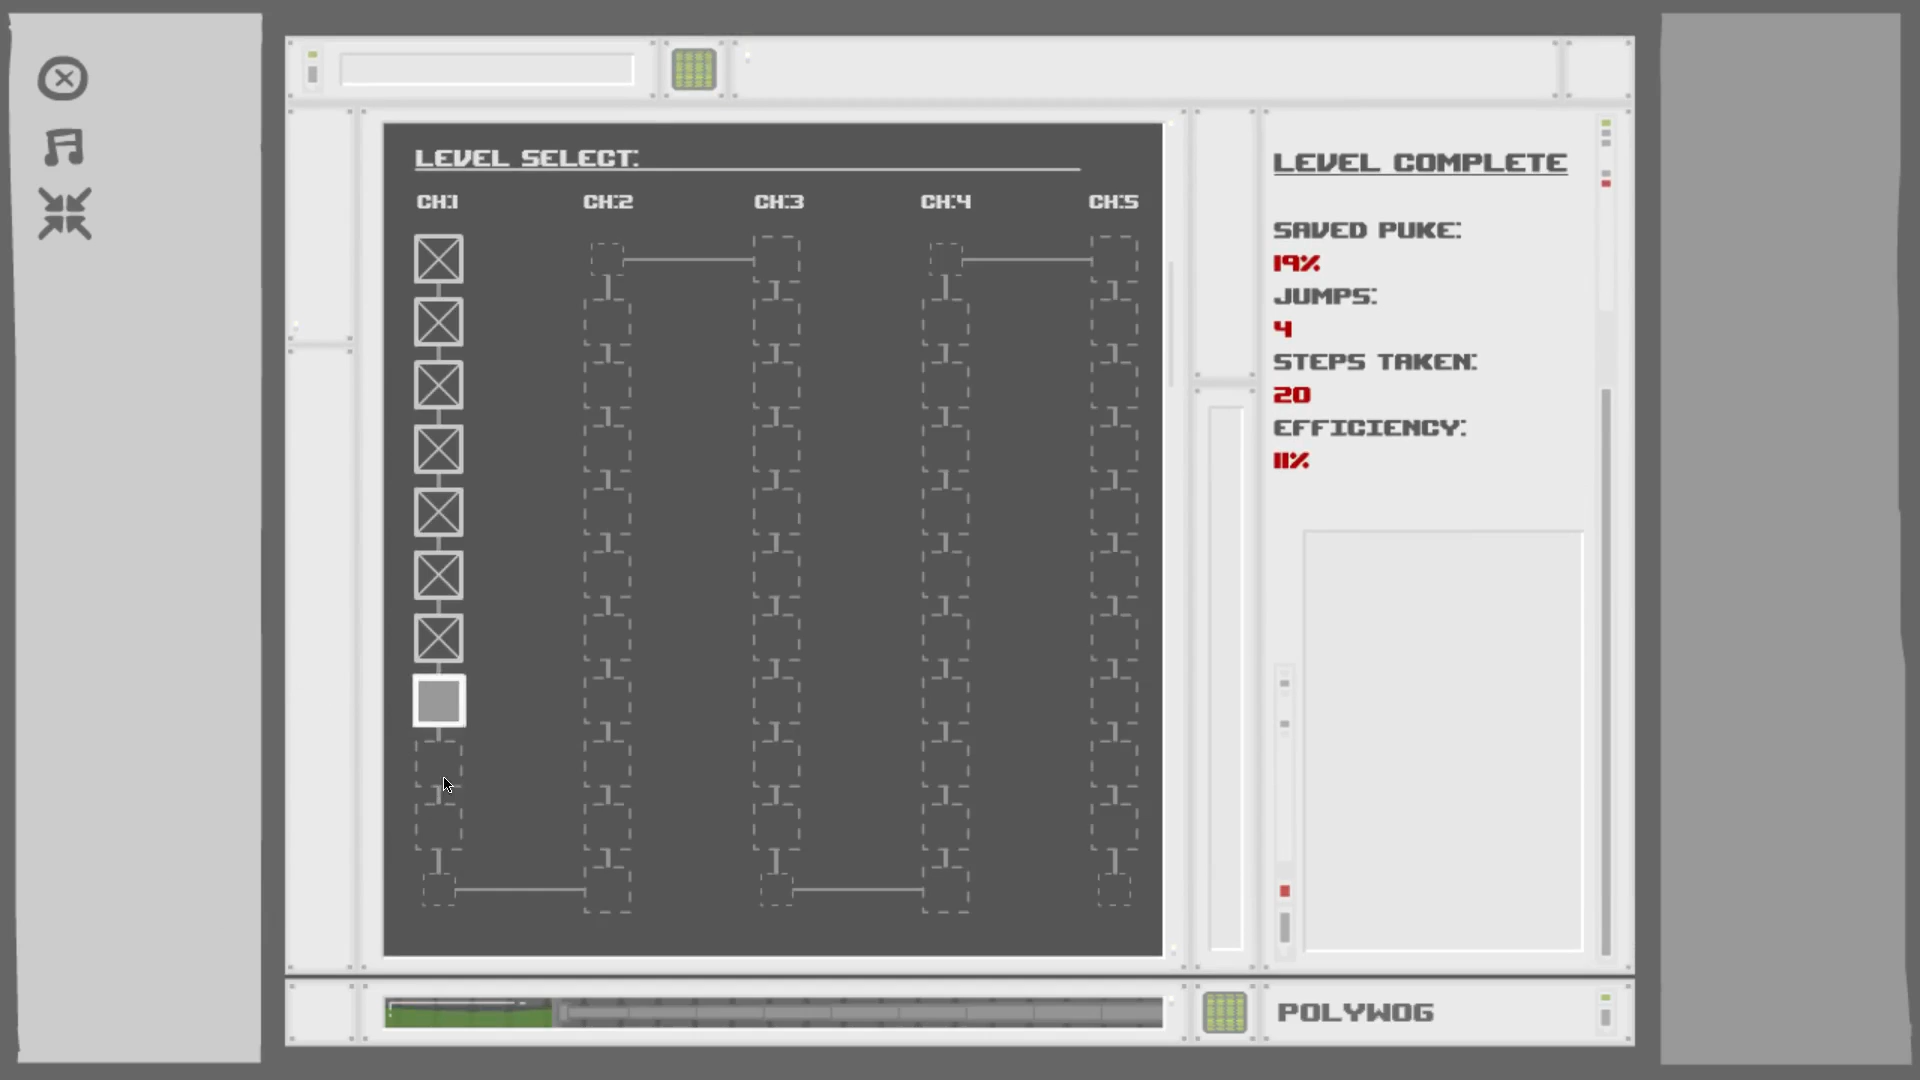 LEVEL SELECT:
CH:1 CH:2 CH:3 CH:4 CH:5
LEVEL COMPLETE
SAVED PUKE:
19%
JUMPS:
4
STEPS TAKEN:
20
EFFICIENCY:
11%
POLYWOG